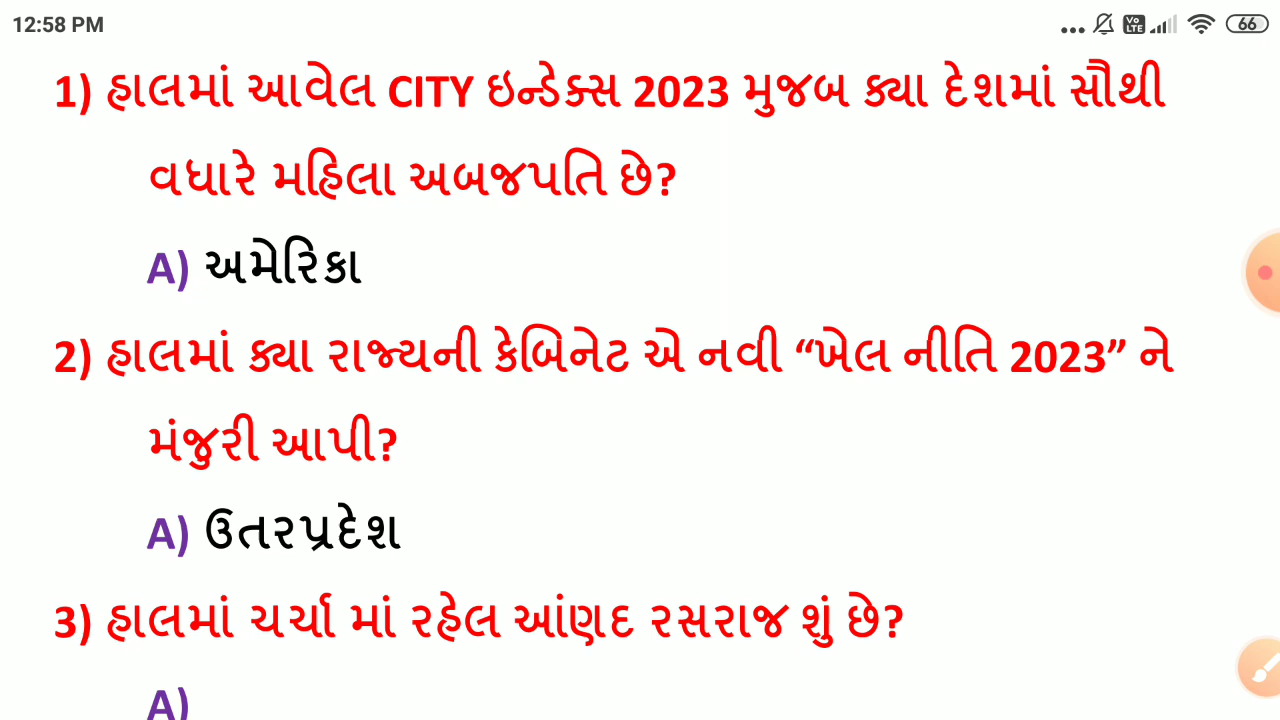 12:58 PM
66
1) હાલમાં આવેલ CITY ઇન્ડેક્સ 2023 મુજબ ક્યા દેશમાં સૌથી
વધારે મહિલા અબજપતિ છે?
A) અમેરિકા
2) હાલમાં ક્યા રાજ્યની કેબિનેટ એ નવી “ખેલ નીતિ 2023” ને
મંજુરી આપી?
A) ઉતરપ્રદેશ
3) હાલમાં ચર્ચા માં રહેલ આંણદ રસરાજ શું છે?
A)